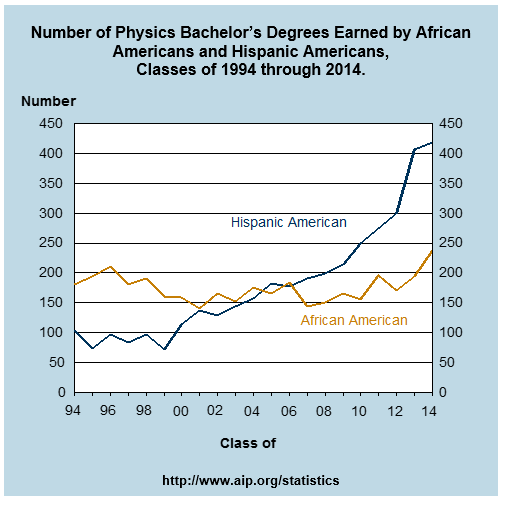 Number of Physics Bachelor's Degrees Earned by African
Americans and Hispanic Americans,
Classes of 1994 through 2014.
Number
450 450
400 400
350 350
300 300
Hispanic American
250 250
200 200
150 150
African American
100 100
50 50
0 0
94 96 98 00 02 04 06 08 10 12 14
Class of
http://www.aip.org/statistics